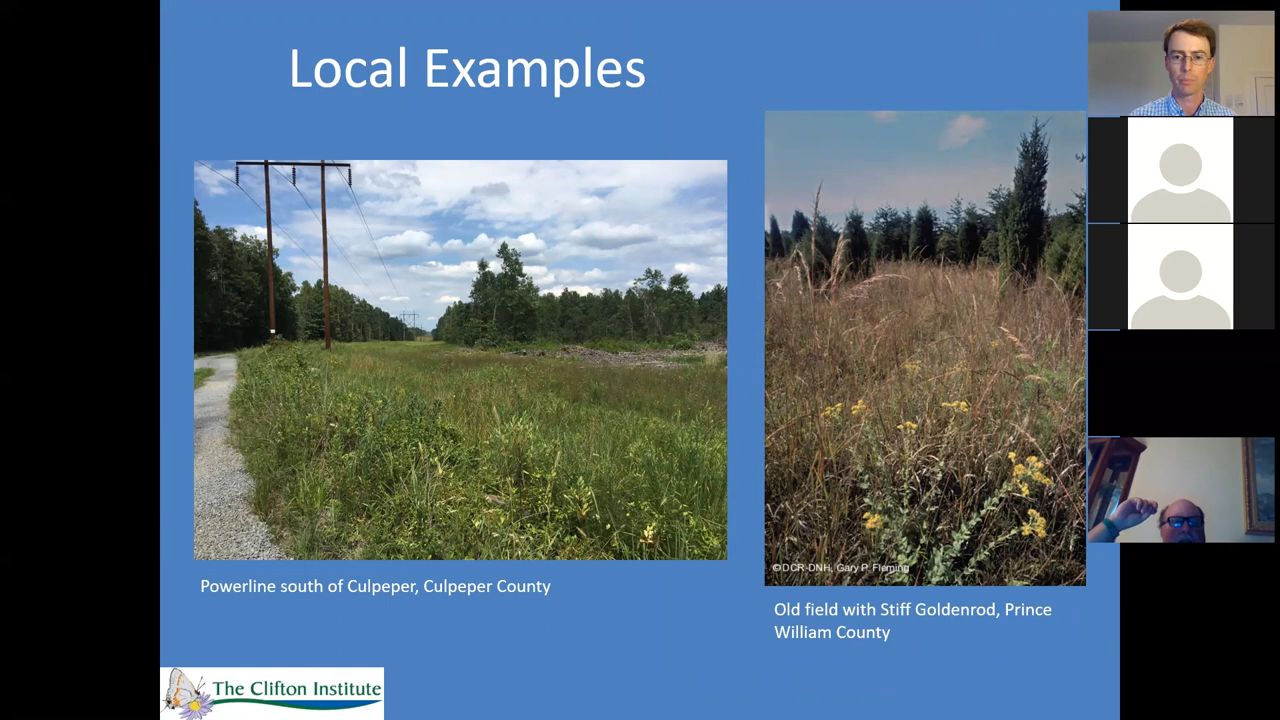 Local Examples
©DCR-DNH, Gary P. Fleming
Powerline south of Culpeper, Culpeper County
Old field with Stiff Goldenrod, Prince
William County
The Clifton Institute